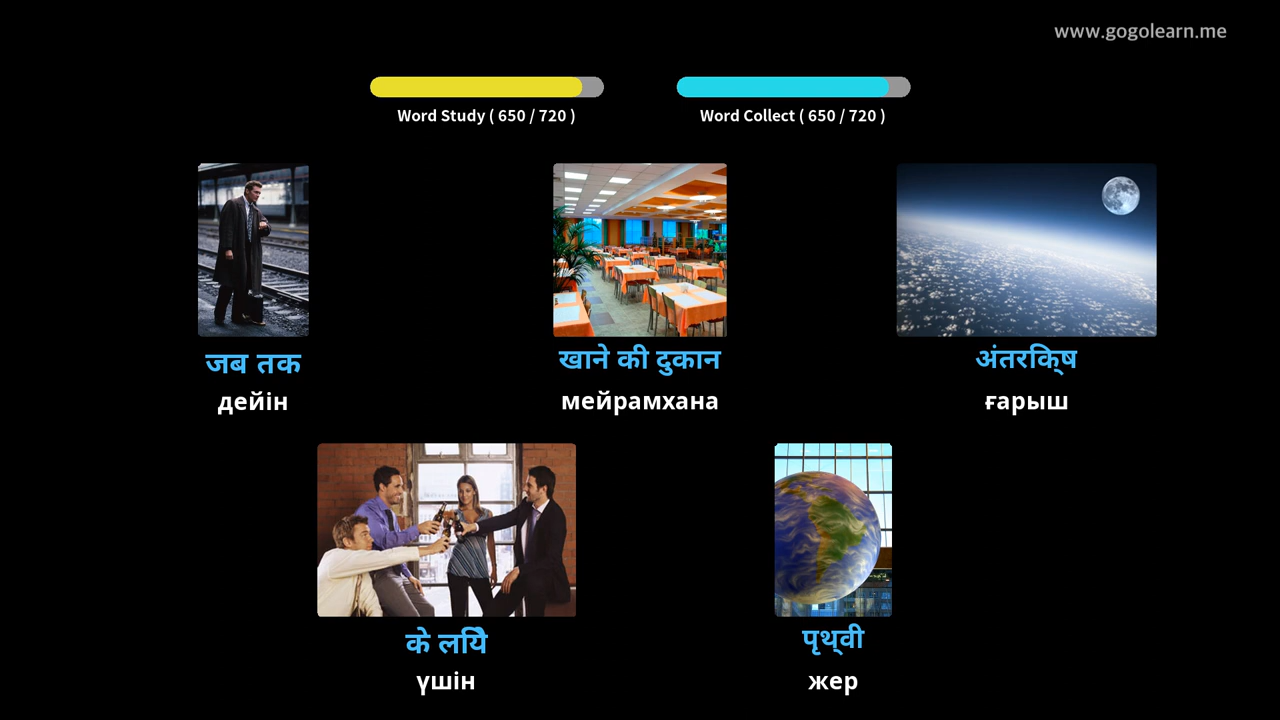 www.gogolearn.me
Word Study ( 650 / 720 )
Word Collect ( 650 / 720 )
जब तक
дейін
खाने की दुकान
мейрамхана
अंतरिक्ष
ғарыш
के लिये
үшін
पृथ्वी
жер